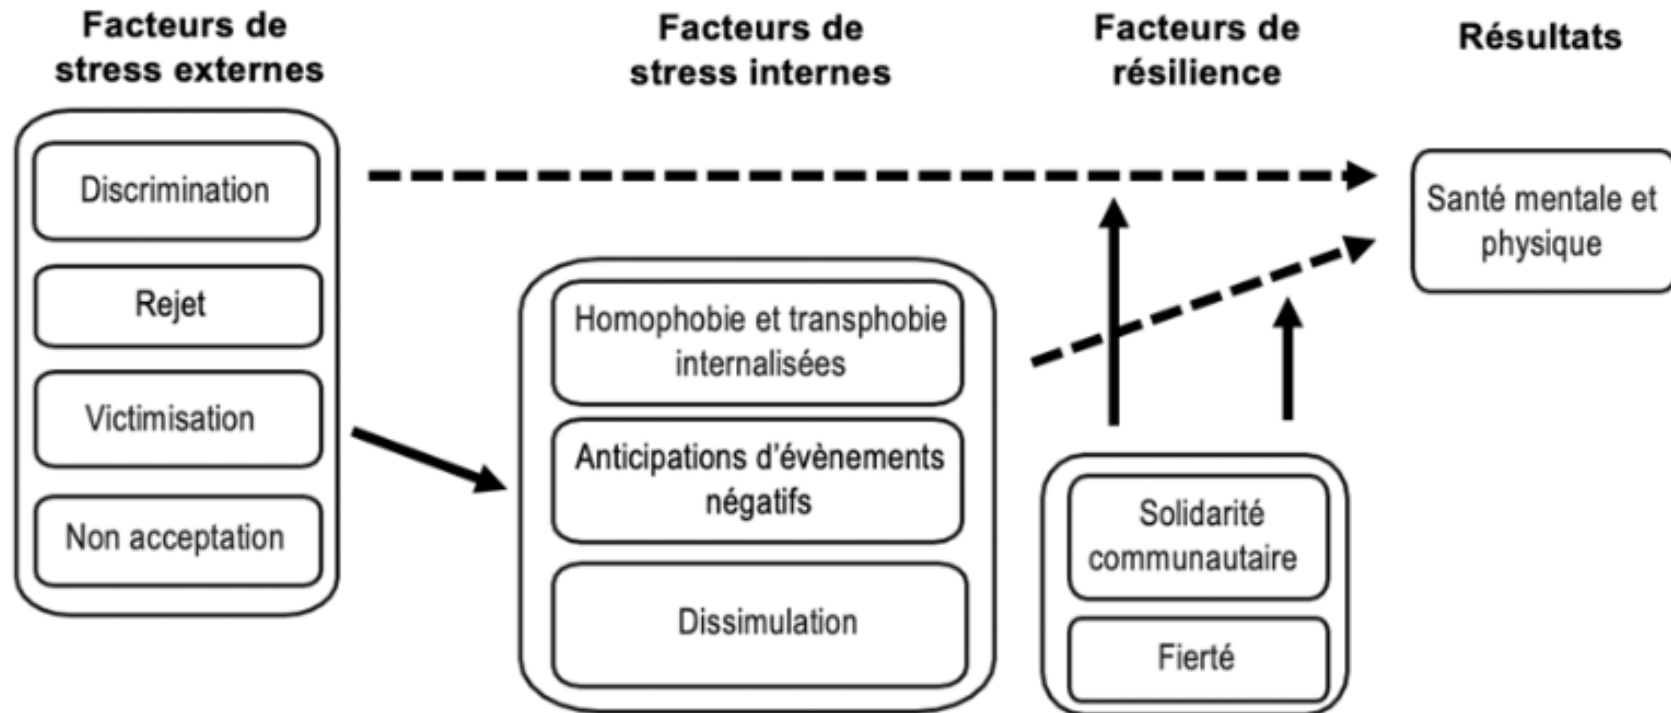 Facteurs de
stress externes
Discrimination
Rejet
Victimisation
Non acceptation
Facteurs de
stress internes
Homophobie et transphobie
internalisées
Anticipations d'évènements
négatifs
Dissimulation
Facteurs de
résilience
Solidarité
communautaire
Fierté
Résultats
Santé mentale et
physique